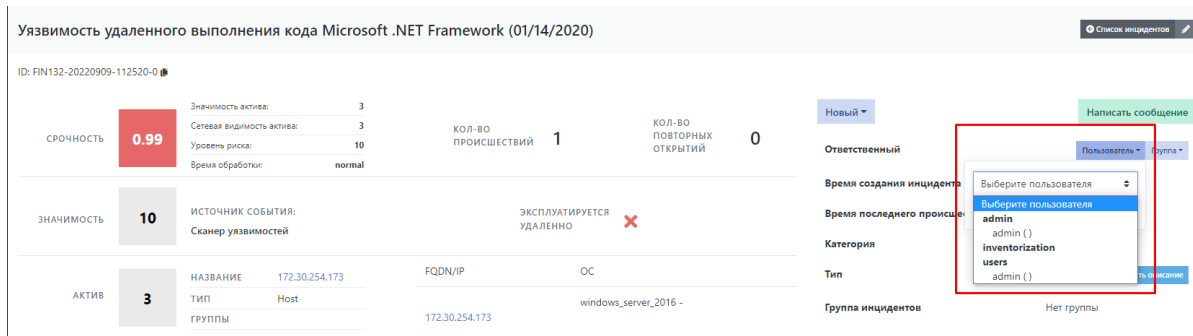 Уязвимость удаленного выполнения кода Microsoft .NET Framework (01/14/2020)
Список инцидентов
ID: FIN132-20220909-112520-0
СРОЧНОСТЬ
0.99
Значимость актива: 3
Сетевая видимость актива: 3
Уровень риска: 10
Время обработки: normal
КОЛ-ВО
ПРОИСШЕСТВИЙ
1
КОЛ-ВО
ПОВТОРНЫХ
ОТКРЫТИЙ
0
ЗНАЧИМОСТЬ
10
ИСТОЧНИК СОБЫТИЯ:
Сканер уязвимостей
ЭКСПЛУАТИРУЕТСЯ
УДАЛЕННО
АКТИВ
3
НАЗВАНИЕ 172.30.254.173
ТИП Host
ГРУППЫ
FQDN/IP
172.30.254.173
ОС
windows_server_2016 -
Новый
Написать сообщение
Ответственный
Пользователь Группа
Время создания инцидента
Выберите пользователя
Выберите пользователя
admin
admin ( )
inventorization
users
admin ( )
Время последнего происше
Категория
Тип
ть описание
Группа инцидентов Нет группы